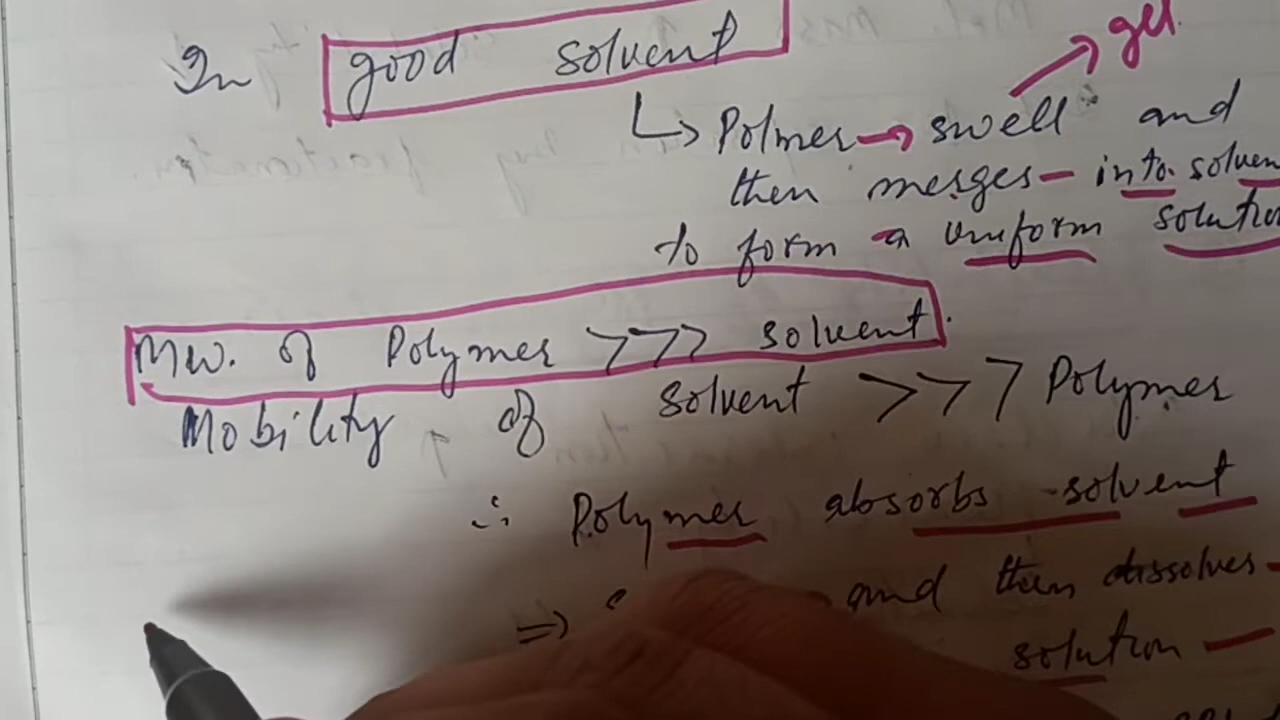 gel
In good solvent
↳ Polmer → swell and
then merges - into solven
to form a uniform solution
MW. of Polymer >>> solvent.
Mobility of solvent >>> Polymer
∴ Polymer absorbs solvent
⇒ and then dissolves -
solution -